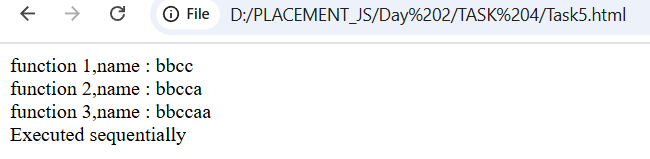 File D:/PLACEMENT_JS/Day%202/TASK%204/Task5.html
function 1,name : bbcc
function 2,name : bbcca
function 3,name : bbccaa
Executed sequentially